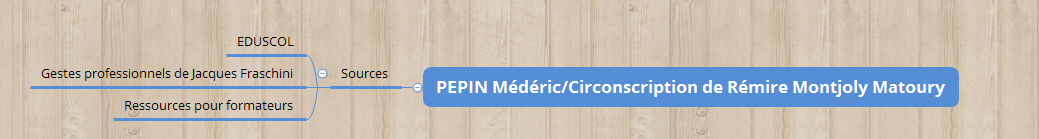 EDUSCOL
Gestes professionnels de Jacques Fraschini
Ressources pour formateurs
Sources
PEPIN Médéric/Circonscription de Rémire Montjoly Matoury